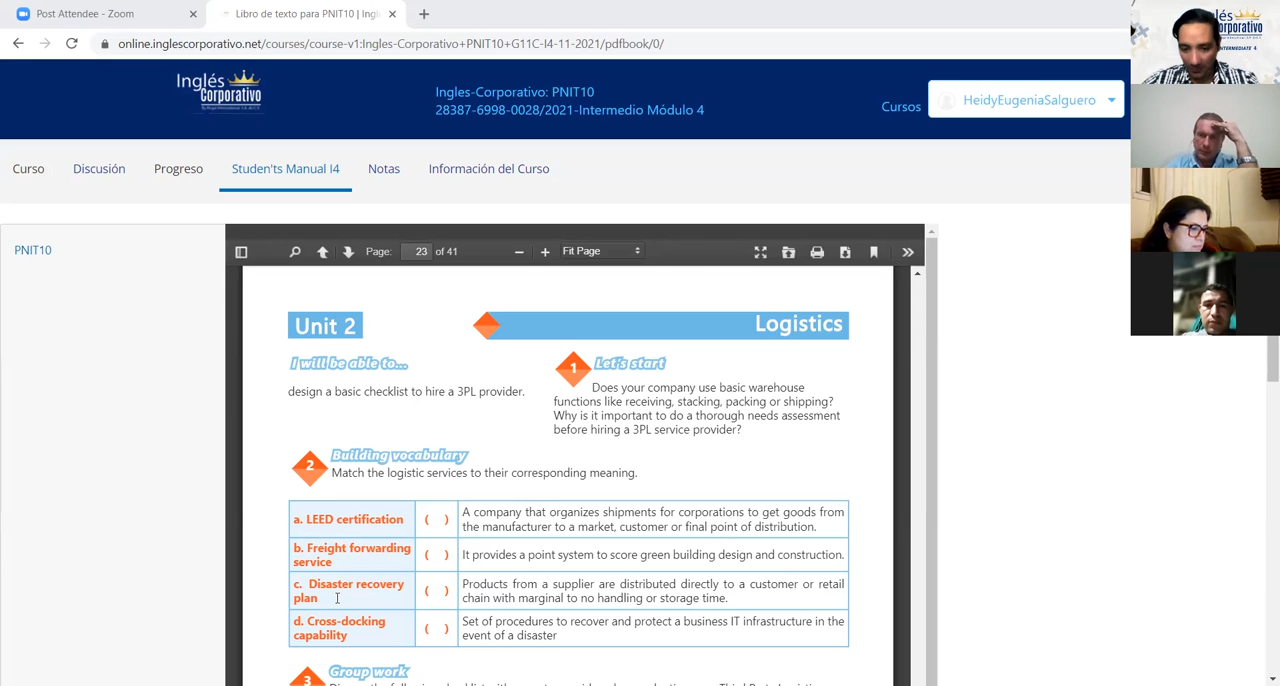 Post Attendee - Zoom
Libro de texto para PNIT10 | Ingl
online.inglescorporativo.net/courses/course-v1:Ingles-Corporativo+PNIT10+G11C-I4-11-2021/pdfbook/0/
Inglés
Corporativo
Ingles-Corporativo: PNIT10
28387-6998-0028/2021-Intermedio Módulo 4
Cursos
HeidyEugeniaSalguero
Curso
Discusión
Progreso
Studen'ts Manual I4
Notas
Información del Curso
PNIT10
Page: 23 of 41
Fit Page
Unit 2
Logistics
I will be able to...
design a basic checklist to hire a 3PL provider.
1 Let's start
Does your company use basic warehouse
functions like receiving, stacking, packing or shipping?
Why is it important to do a thorough needs assessment
before hiring a 3PL service provider?
2 Building vocabulary
Match the logistic services to their corresponding meaning.
a. LEED certification ( ) A company that organizes shipments for corporations to get goods from
the manufacturer to a market, customer or final point of distribution.
b. Freight forwarding
service ( ) It provides a point system to score green building design and construction.
c. Disaster recovery
plan ( ) Products from a supplier are distributed directly to a customer or retail
chain with marginal to no handling or storage time.
d. Cross-docking
capability ( ) Set of procedures to recover and protect a business IT infrastructure in the
event of a disaster
3 Group work